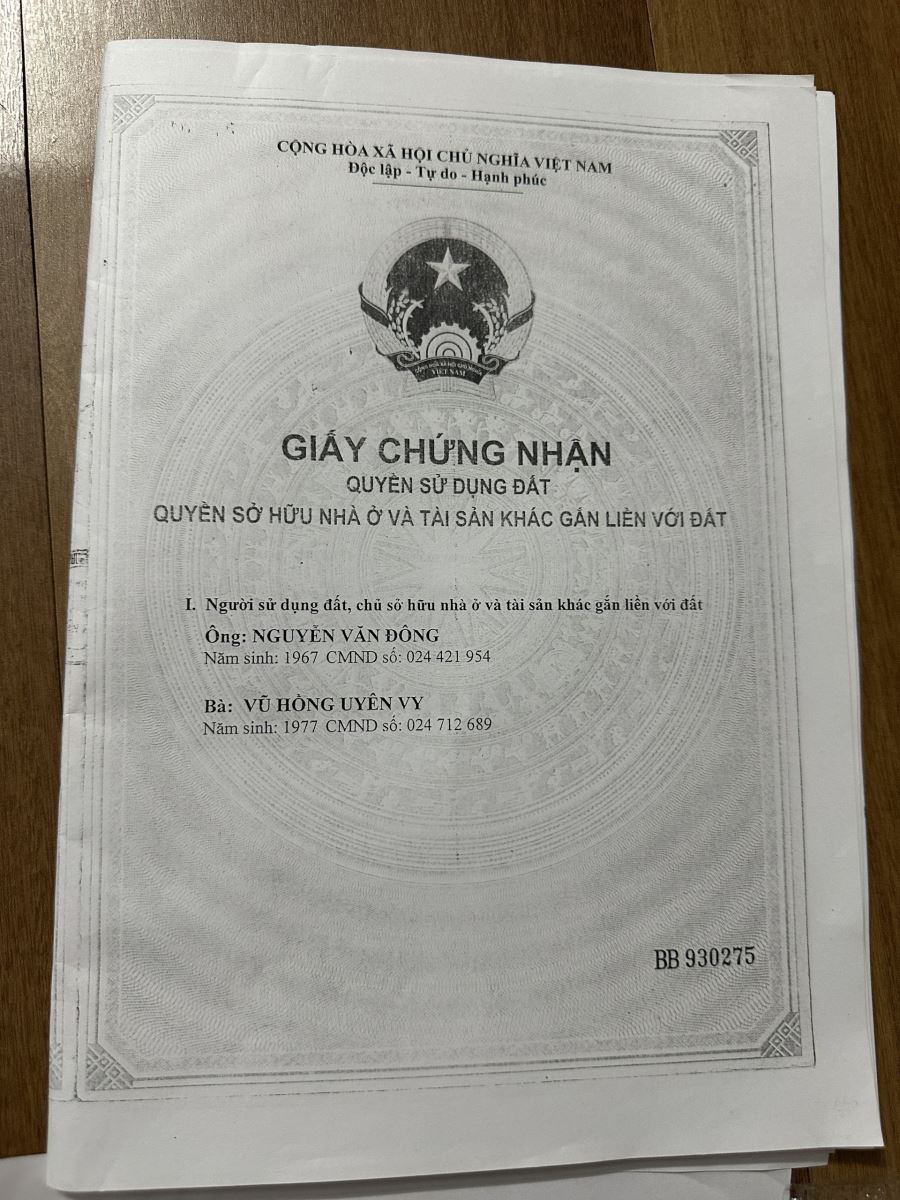 CỘNG HÒA XÃ HỘI CHỦ NGHĨA VIỆT NAM
Độc lập - Tự do - Hạnh phúc
CỘNG HÒA XÃ HỘI CHỦ NGHĨA
VIỆT NAM
GIẤY CHỨNG NHẬN
QUYỀN SỬ DỤNG ĐẤT
QUYỀN SỞ HỮU NHÀ Ở VÀ TÀI SẢN KHÁC GẮN LIỀN VỚI ĐẤT
I. Người sử dụng đất, chủ sở hữu nhà ở và tài sản khác gắn liền với đất
Ông: NGUYỄN VĂN ĐÔNG
Năm sinh: 1967 CMND số: 024 421 954
Bà: VŨ HỒNG UYÊN VY
Năm sinh: 1977 CMND số: 024 712 689
BB 930275